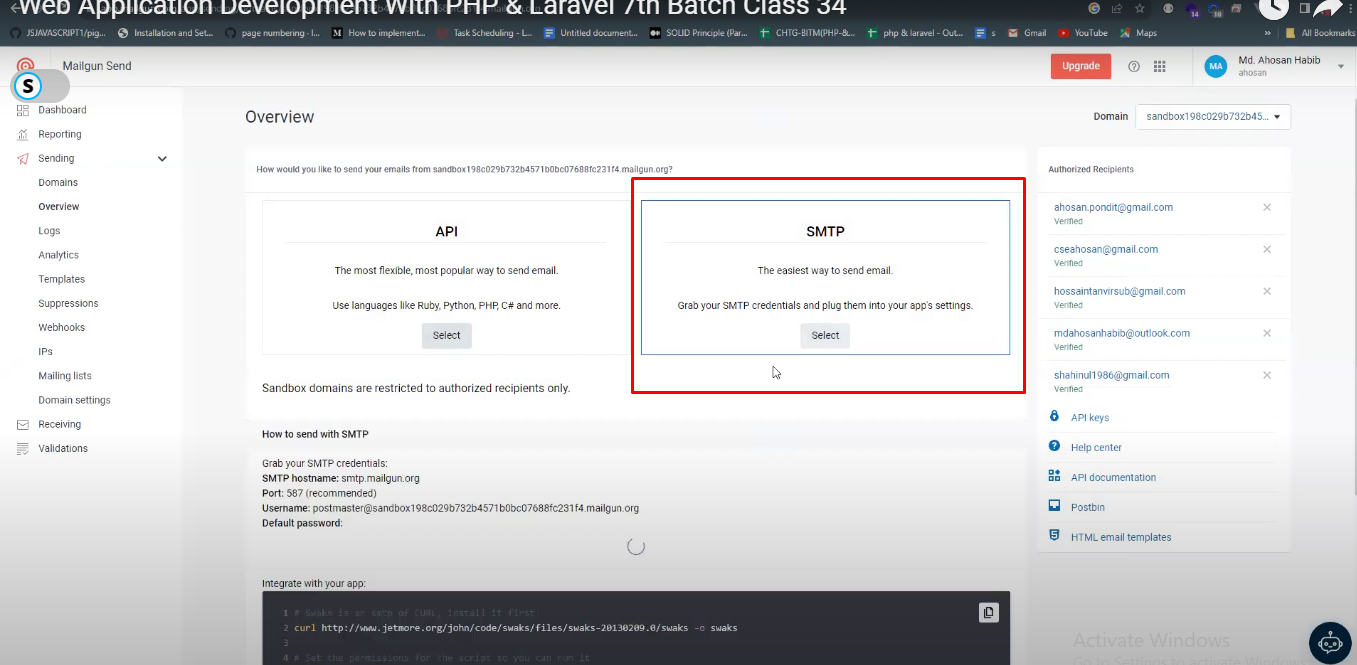 Web Application Development With PHP & Laravel 7th Batch Class 34
JSJAVASCRIPT1/pig... Installation and Set... page numbering - l... How to implement... Task Scheduling - L... Untitled document... SOLID Principle (Par... CHTG-BITM(PHP-&... php & laravel - Out... s Gmail YouTube Maps » All Bookmarks
Mailgun Send
Upgrade
MA
Md. Ahosan Habib
ahosan
S
Dashboard
Reporting
Sending
Domains
Overview
Logs
Analytics
Templates
Suppressions
Webhooks
IPs
Mailing lists
Domain settings
Receiving
Validations
Overview
Domain sandbox198c029b732b45...
How would you like to send your emails from sandbox198c029b732b4571b0bc07688fc231f4.mailgun.org?
API
The most flexible, most popular way to send email.
Use languages like Ruby, Python, PHP, C# and more.
Select
SMTP
The easiest way to send email.
Grab your SMTP credentials and plug them into your app's settings.
Select
Sandbox domains are restricted to authorized recipients only.
How to send with SMTP
Grab your SMTP credentials:
SMTP hostname: smtp.mailgun.org
Port: 587 (recommended)
Username: postmaster@sandbox198c029b732b4571b0bc07688fc231f4.mailgun.org
Default password:
Integrate with your app:
1 # Swaks is an smtp of CURL, install it first
2 curl http://www.jetmore.org/john/code/swaks/files/swaks-20130209.0/swaks -o swaks
3
4 # Set the permissions for the script so you can run it
Authorized Recipients
ahosan.pondit@gmail.com
Verified
cseahosan@gmail.com
Verified
hossaintanvirsub@gmail.com
Verified
mdahosanhabib@outlook.com
Verified
shahinul1986@gmail.com
Verified
API keys
Help center
API documentation
Postbin
HTML email templates
Activate Windows